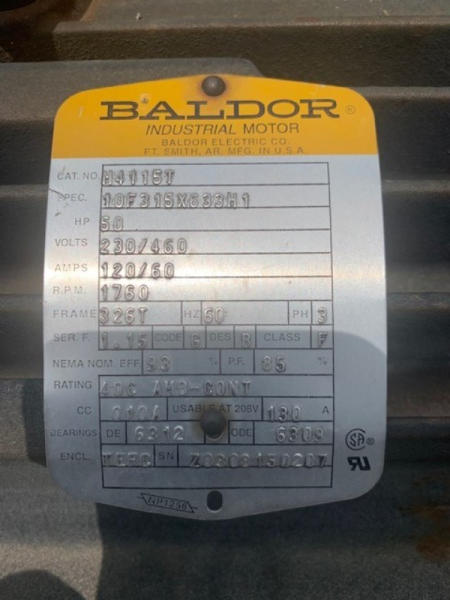 BALDOR®
INDUSTRIAL MOTOR
BALDOR ELECTRIC CO.
FT. SMITH, AR. MFG. IN U.S.A.
CAT. NO. M4115T
SPEC. 10F315X633H1
HP 50
VOLTS 230/460
AMPS 120/60
R.P.M. 1760
FRAME 326T HZ 60 PH 3
SER. F. 1.15 CODE G DES B CLASS F
NEMA NOM. EFF. 93 % P.F. 85 %
RATING 40C AMB-CONT
CC 010A USABLE AT 208V 130 A
BEARINGS DE 6312 ODE 6309
ENCL. SN
SA
NP1256